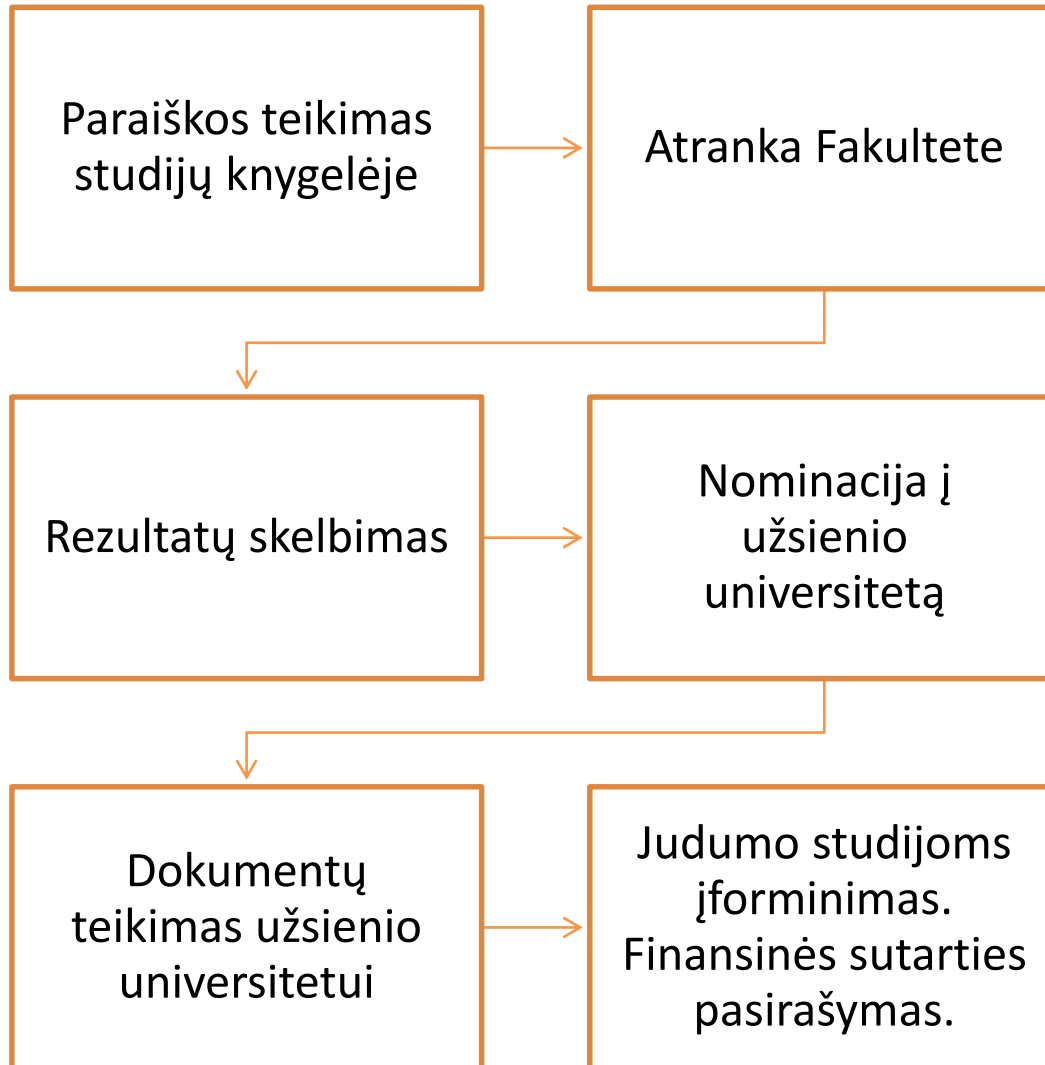 Paraiškos teikimas
studijų knygelėje
Atranka Fakultete
Rezultatų skelbimas
Nominacija į
užsienio
universitetą
Dokumentų
teikimas užsienio
universitetui
Judumo studijoms
įforminimas.
Finansinės sutarties
pasirašymas.